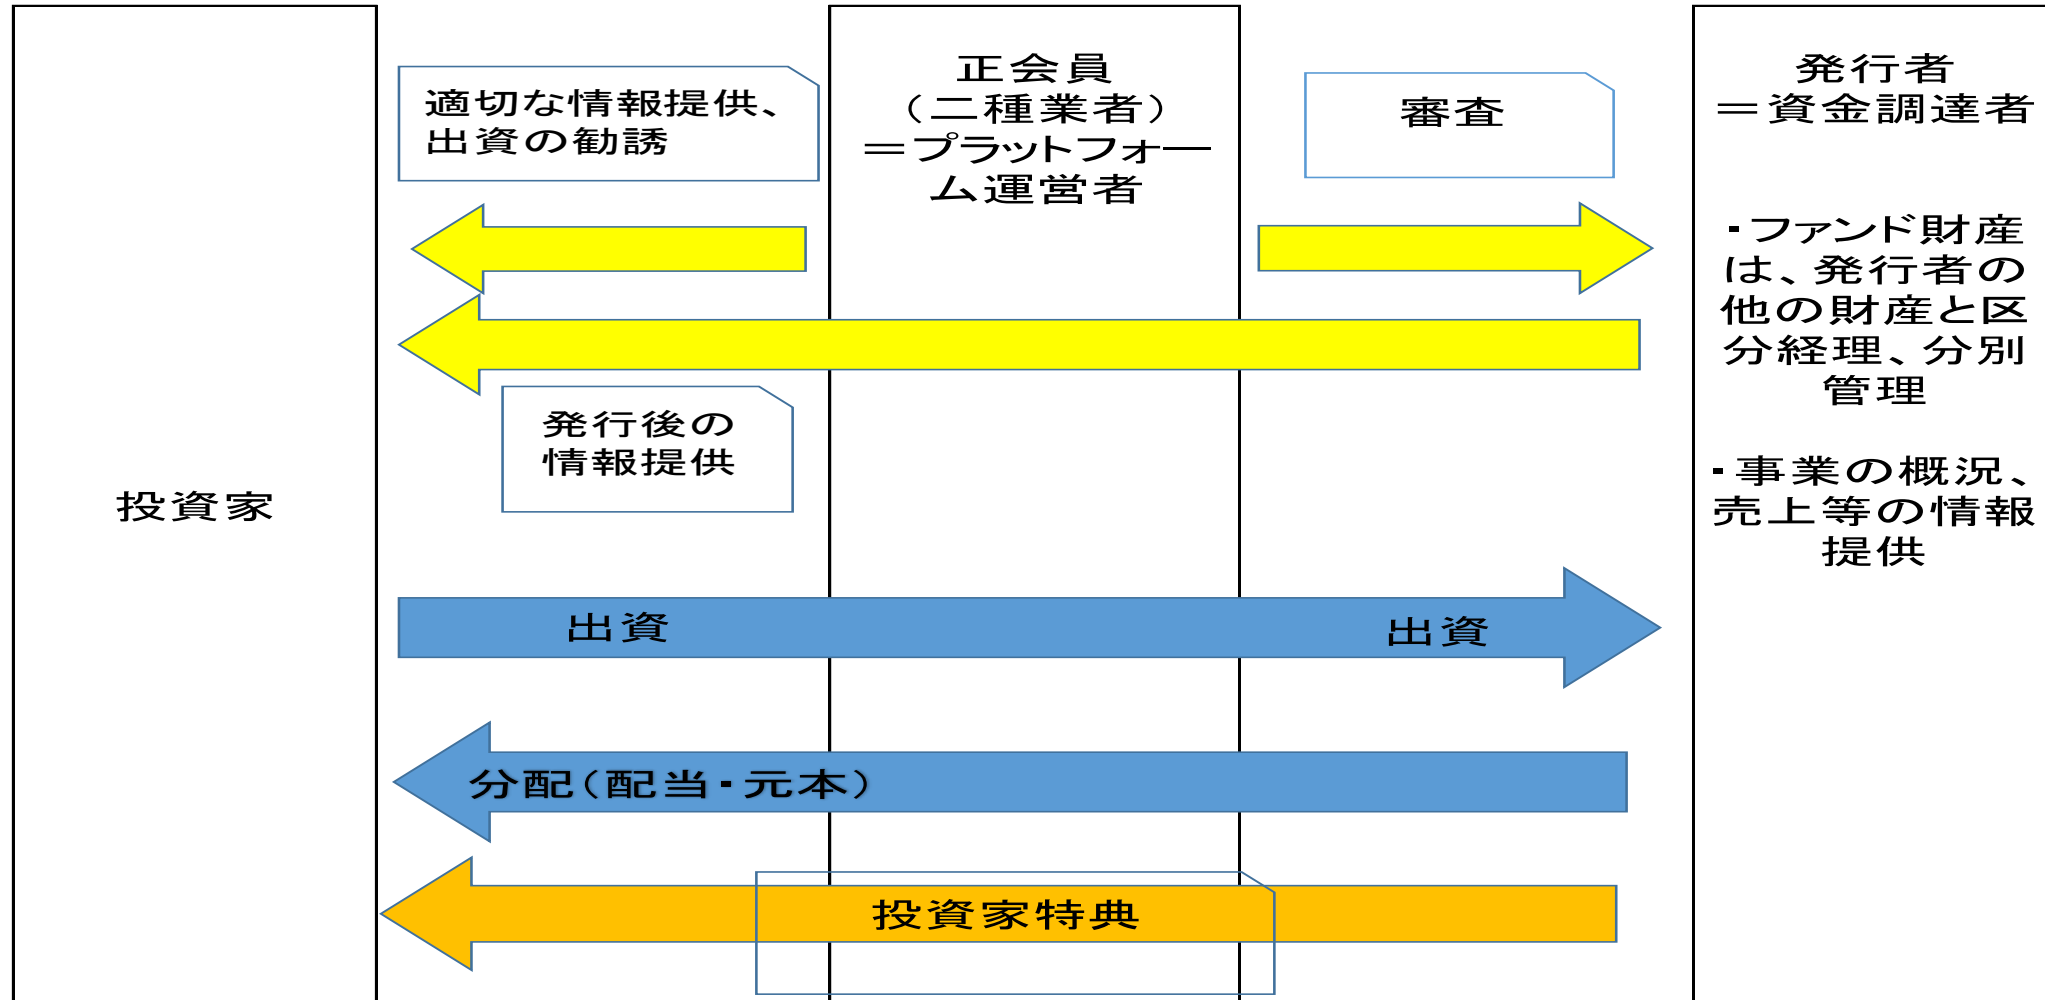 投資家
適切な情報提供、
出資の勧誘
発行後の
情報提供
正会員
（二種業者）
＝プラットフォー
ム運営者
審査
発行者
＝資金調達者
・ファンド財産
は、発行者の
他の財産と区
分経理、分別
管理
・事業の概況、
売上等の情報
提供
出資
出資
分配（配当・元本）
投資家特典